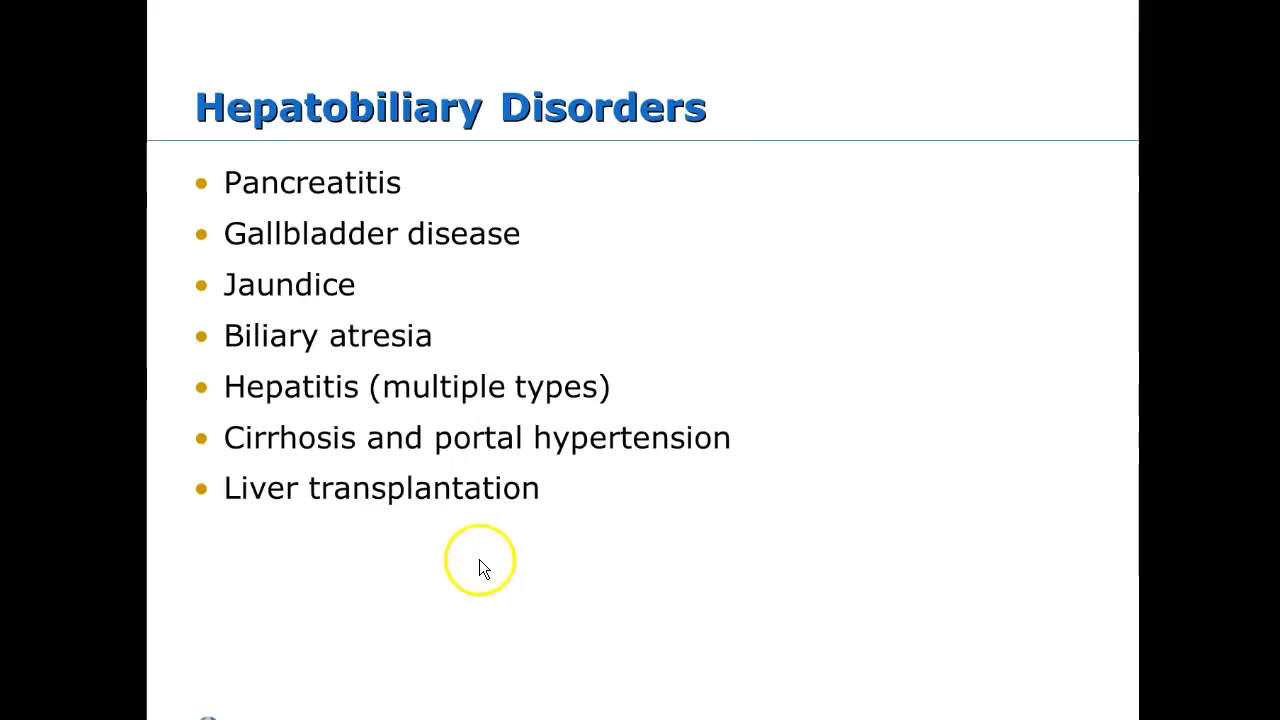 Hepatobiliary Disorders
• Pancreatitis
• Gallbladder disease
• Jaundice
• Biliary atresia
• Hepatitis (multiple types)
• Cirrhosis and portal hypertension
• Liver transplantation